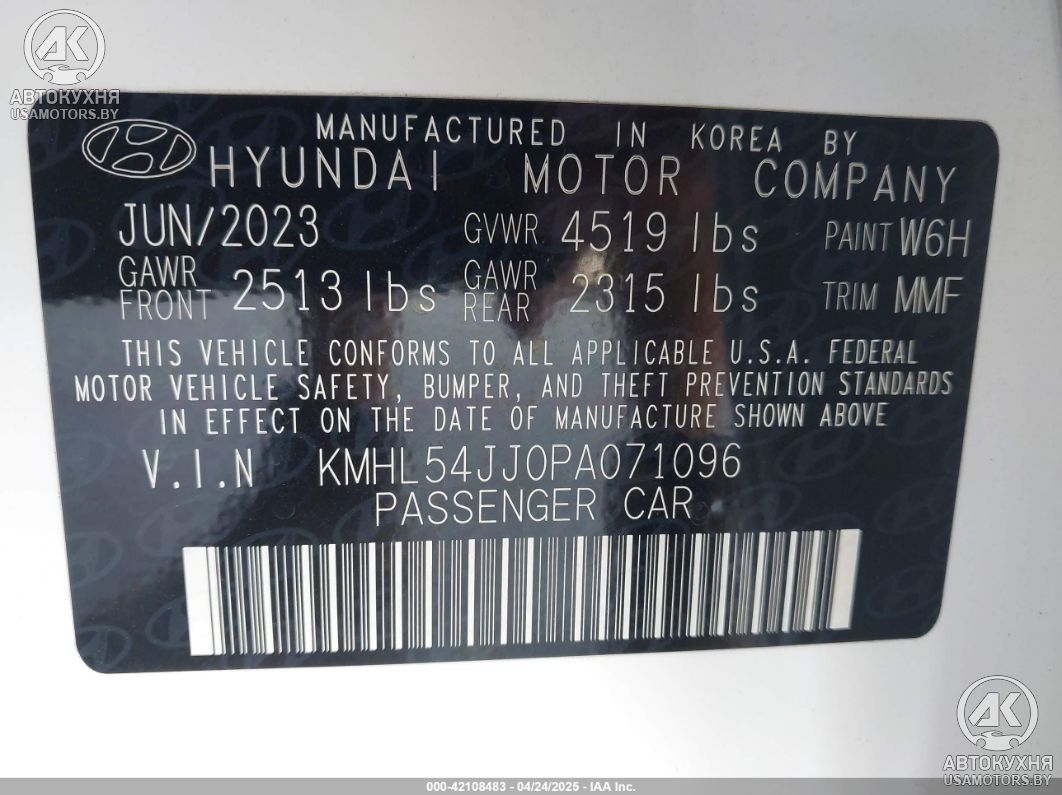 AK
АВТОКУХНЯ
USAMOTORS.BY
MANUFACTURED IN KOREA BY
HYUNDAI MOTOR COMPANY
JUN/2023 GVWR 4519 lbs PAINT W6H
GAWR FRONT 2513 lbs GAWR REAR 2315 lbs TRIM MMF
THIS VEHICLE CONFORMS TO ALL APPLICABLE U.S.A. FEDERAL
MOTOR VEHICLE SAFETY, BUMPER, AND THEFT PREVENTION STANDARDS
IN EFFECT ON THE DATE OF MANUFACTURE SHOWN ABOVE
V.I.N KMHL54JJ0PA071096
PASSENGER CAR
AK
АВТОКУХНЯ
USAMOTORS.BY
000-42108483 - 04/24/2025 - IAA Inc.